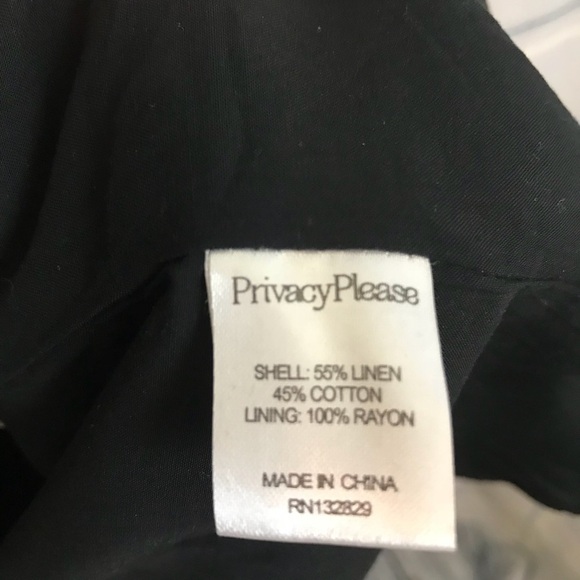 PrivacyPlease
SHELL: 55% LINEN
45% COTTON
LINING: 100% RAYON
MADE IN CHINA
RN132829